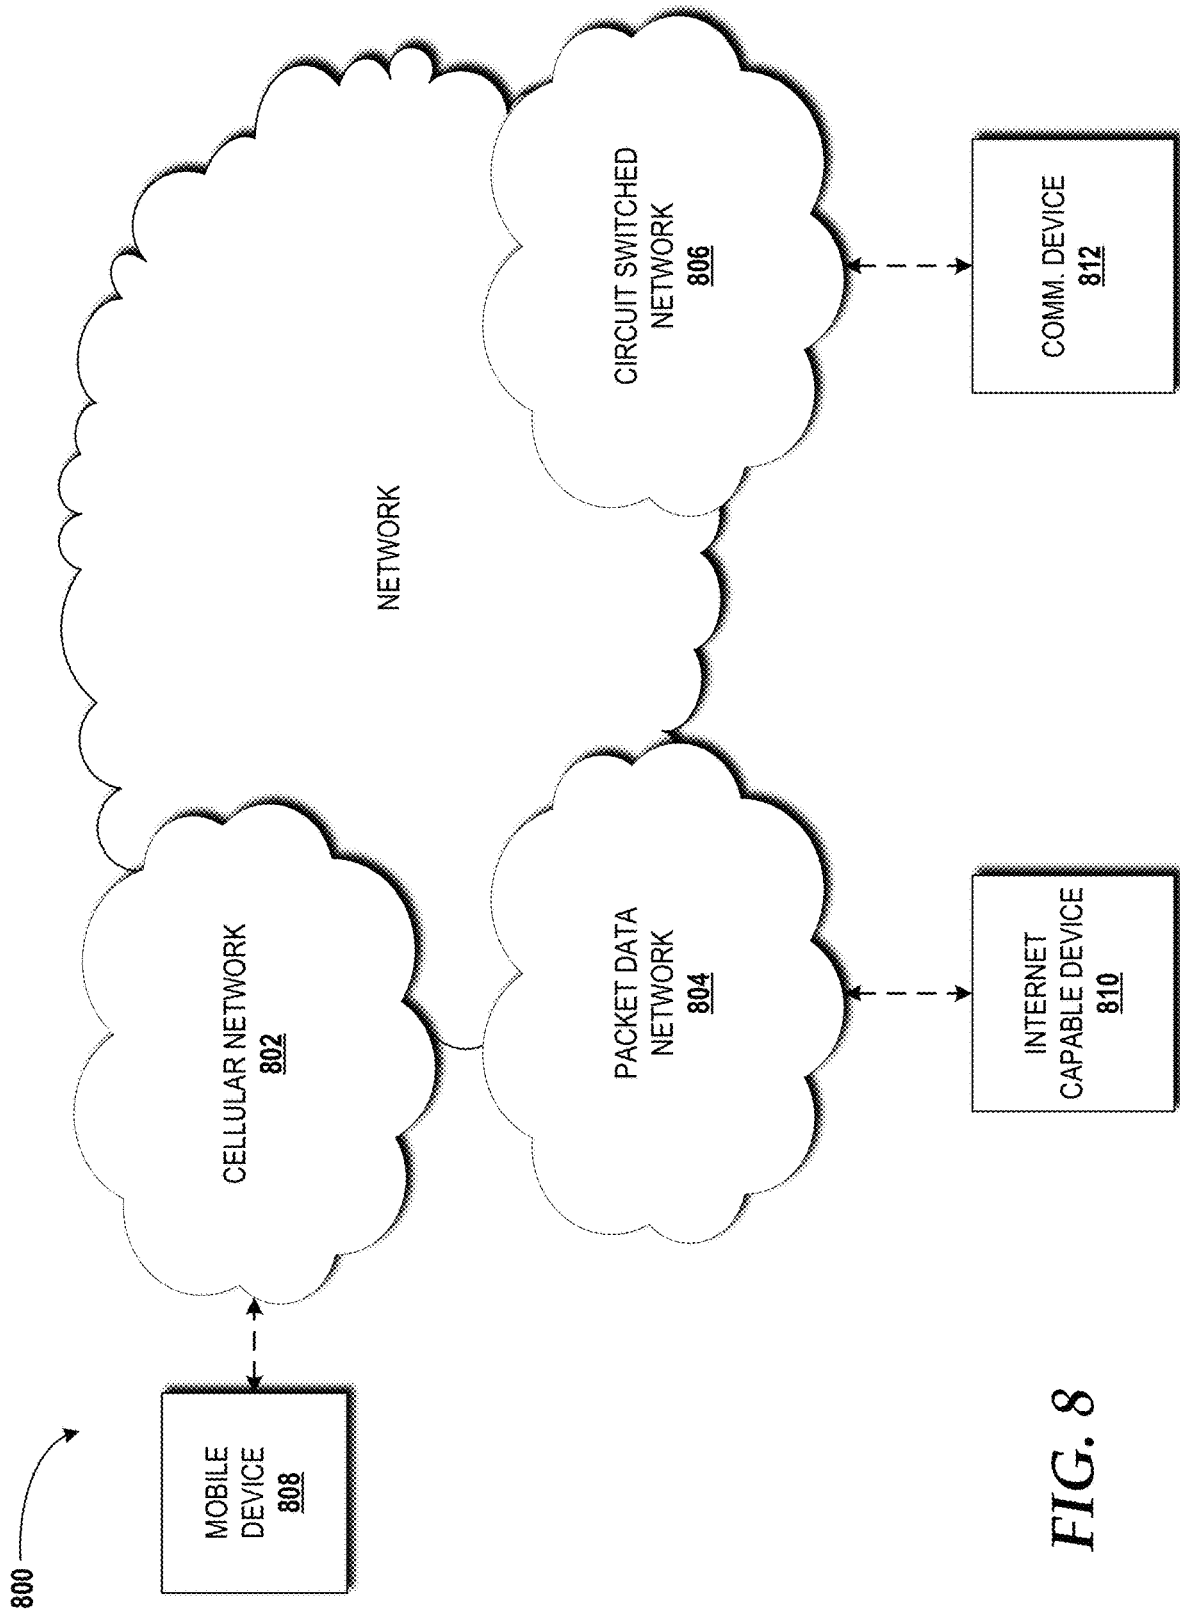 800
MOBILE
DEVICE
808
CELLULAR NETWORK
802
NETWORK
PACKET DATA
NETWORK
804
CIRCUIT SWITCHED
NETWORK
806
INTERNET
CAPABLE DEVICE
810
COMM. DEVICE
812
FIG. 8